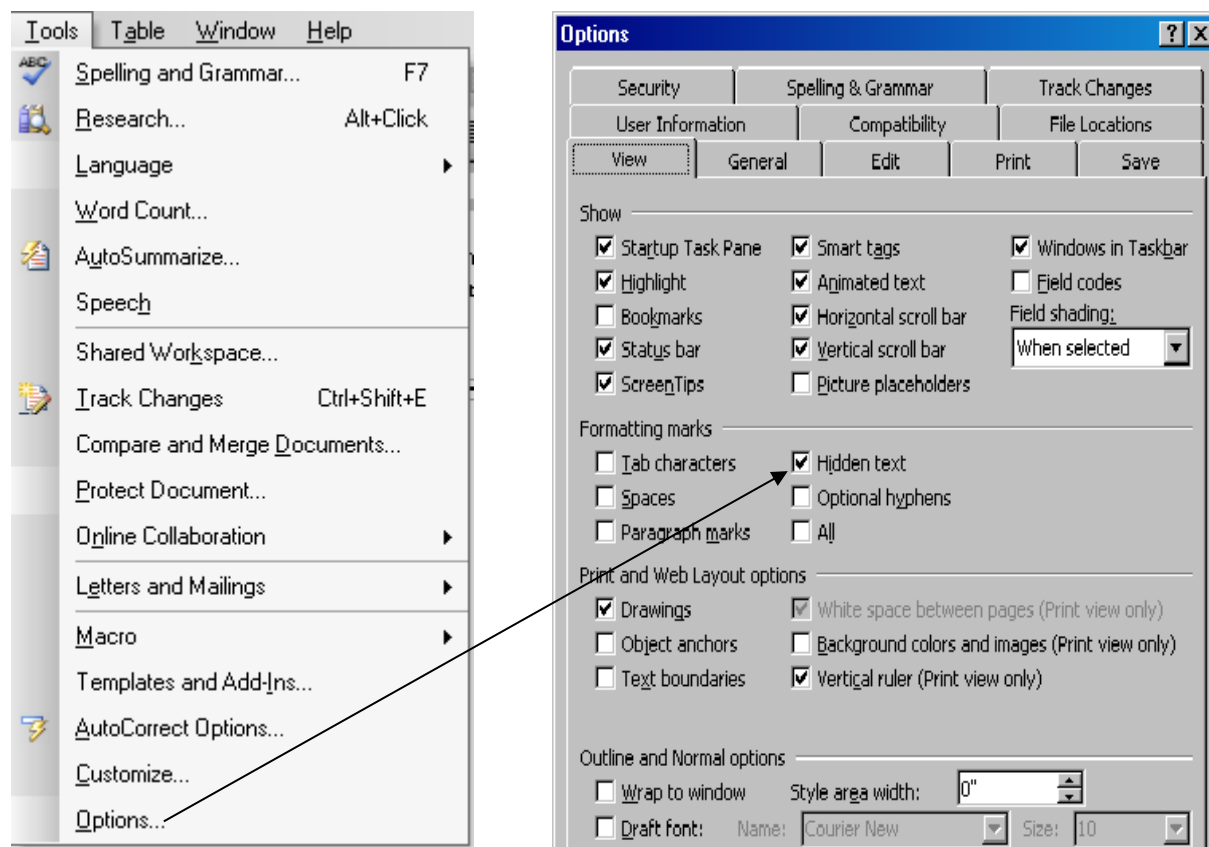 Tools Table Window Help
Spelling and Grammar... F7
Research... Alt+Click
Language
Word Count...
AutoSummarize...
Speech
Shared Workspace...
Track Changes Ctrl+Shift+E
Compare and Merge Documents...
Protect Document...
Online Collaboration
Letters and Mailings
Macro
Templates and Add-Ins...
AutoCorrect Options...
Customize...
Options...
Options
Security Spelling & Grammar Track Changes
User Information Compatibility File Locations
View General Edit Print Save
Show
Startup Task Pane Smart tags Windows in Taskbar
Highlight Animated text Field codes
Bookmarks Horizontal scroll bar Field shading:
Status bar Vertical scroll bar When selected
ScreenTips Picture placeholders
Formatting marks
Tab characters Hidden text
Spaces Optional hyphens
Paragraph marks All
Print and Web Layout options
Drawings White space between pages (Print view only)
Object anchors Background colors and images (Print view only)
Text boundaries Vertical ruler (Print view only)
Outline and Normal options
Wrap to window Style area width: 0"
Draft font: Name: Courier New Size: 10